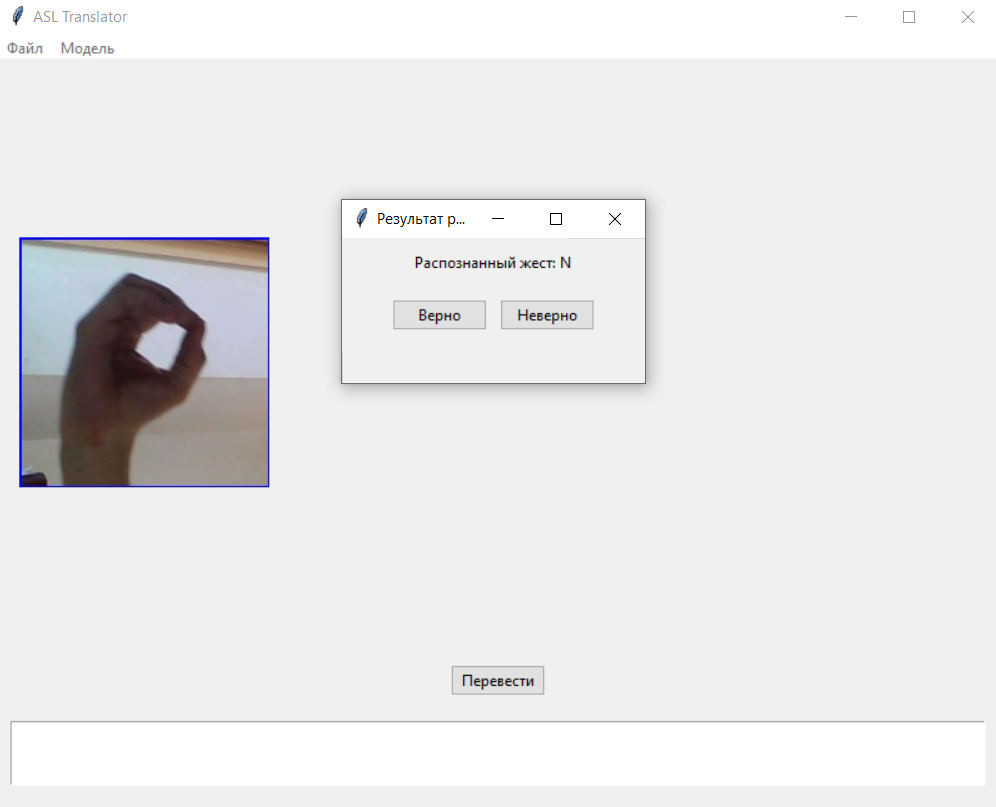 ASL Translator
Файл Модель
Результат р...
Распознанный жест: N
Верно Неверно
Перевести